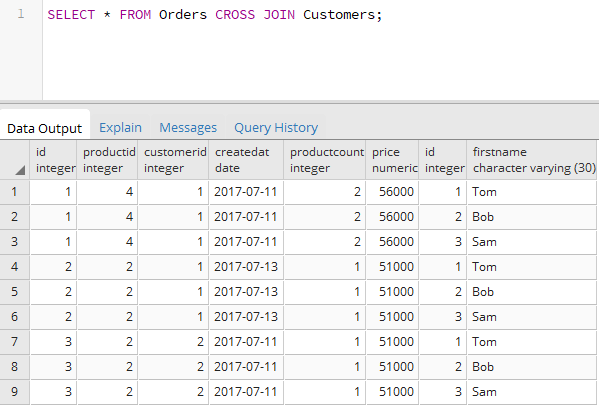 1 SELECT * FROM Orders CROSS JOIN Customers;
Data Output Explain Messages Query History
id productid customerid createdat productcount price id firstname
integer integer integer date integer numeric integer character varying (30)
1 1 4 1 2017-07-11 2 56000 1 Tom
2 1 4 1 2017-07-11 2 56000 2 Bob
3 1 4 1 2017-07-11 2 56000 3 Sam
4 2 2 1 2017-07-13 1 51000 1 Tom
5 2 2 1 2017-07-13 1 51000 2 Bob
6 2 2 1 2017-07-13 1 51000 3 Sam
7 3 2 2 2017-07-11 1 51000 1 Tom
8 3 2 2 2017-07-11 1 51000 2 Bob
9 3 2 2 2017-07-11 1 51000 3 Sam